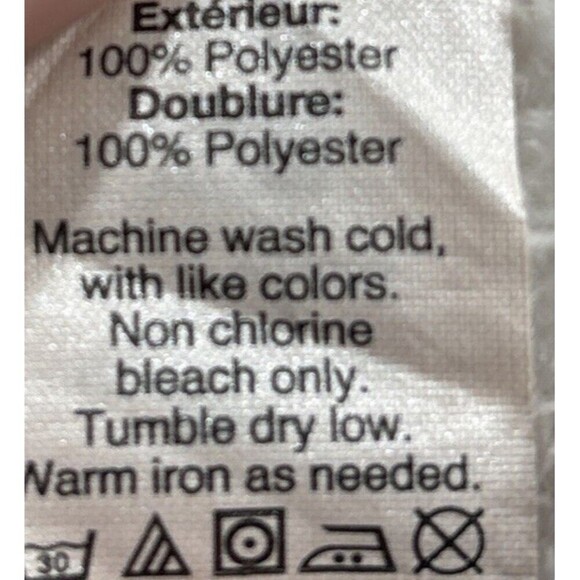 Extérieur:
100% Polyester
Doublure:
100% Polyester
Machine wash cold,
with like colors.
Non chlorine
bleach only.
Tumble dry low.
Warm iron as needed.
30